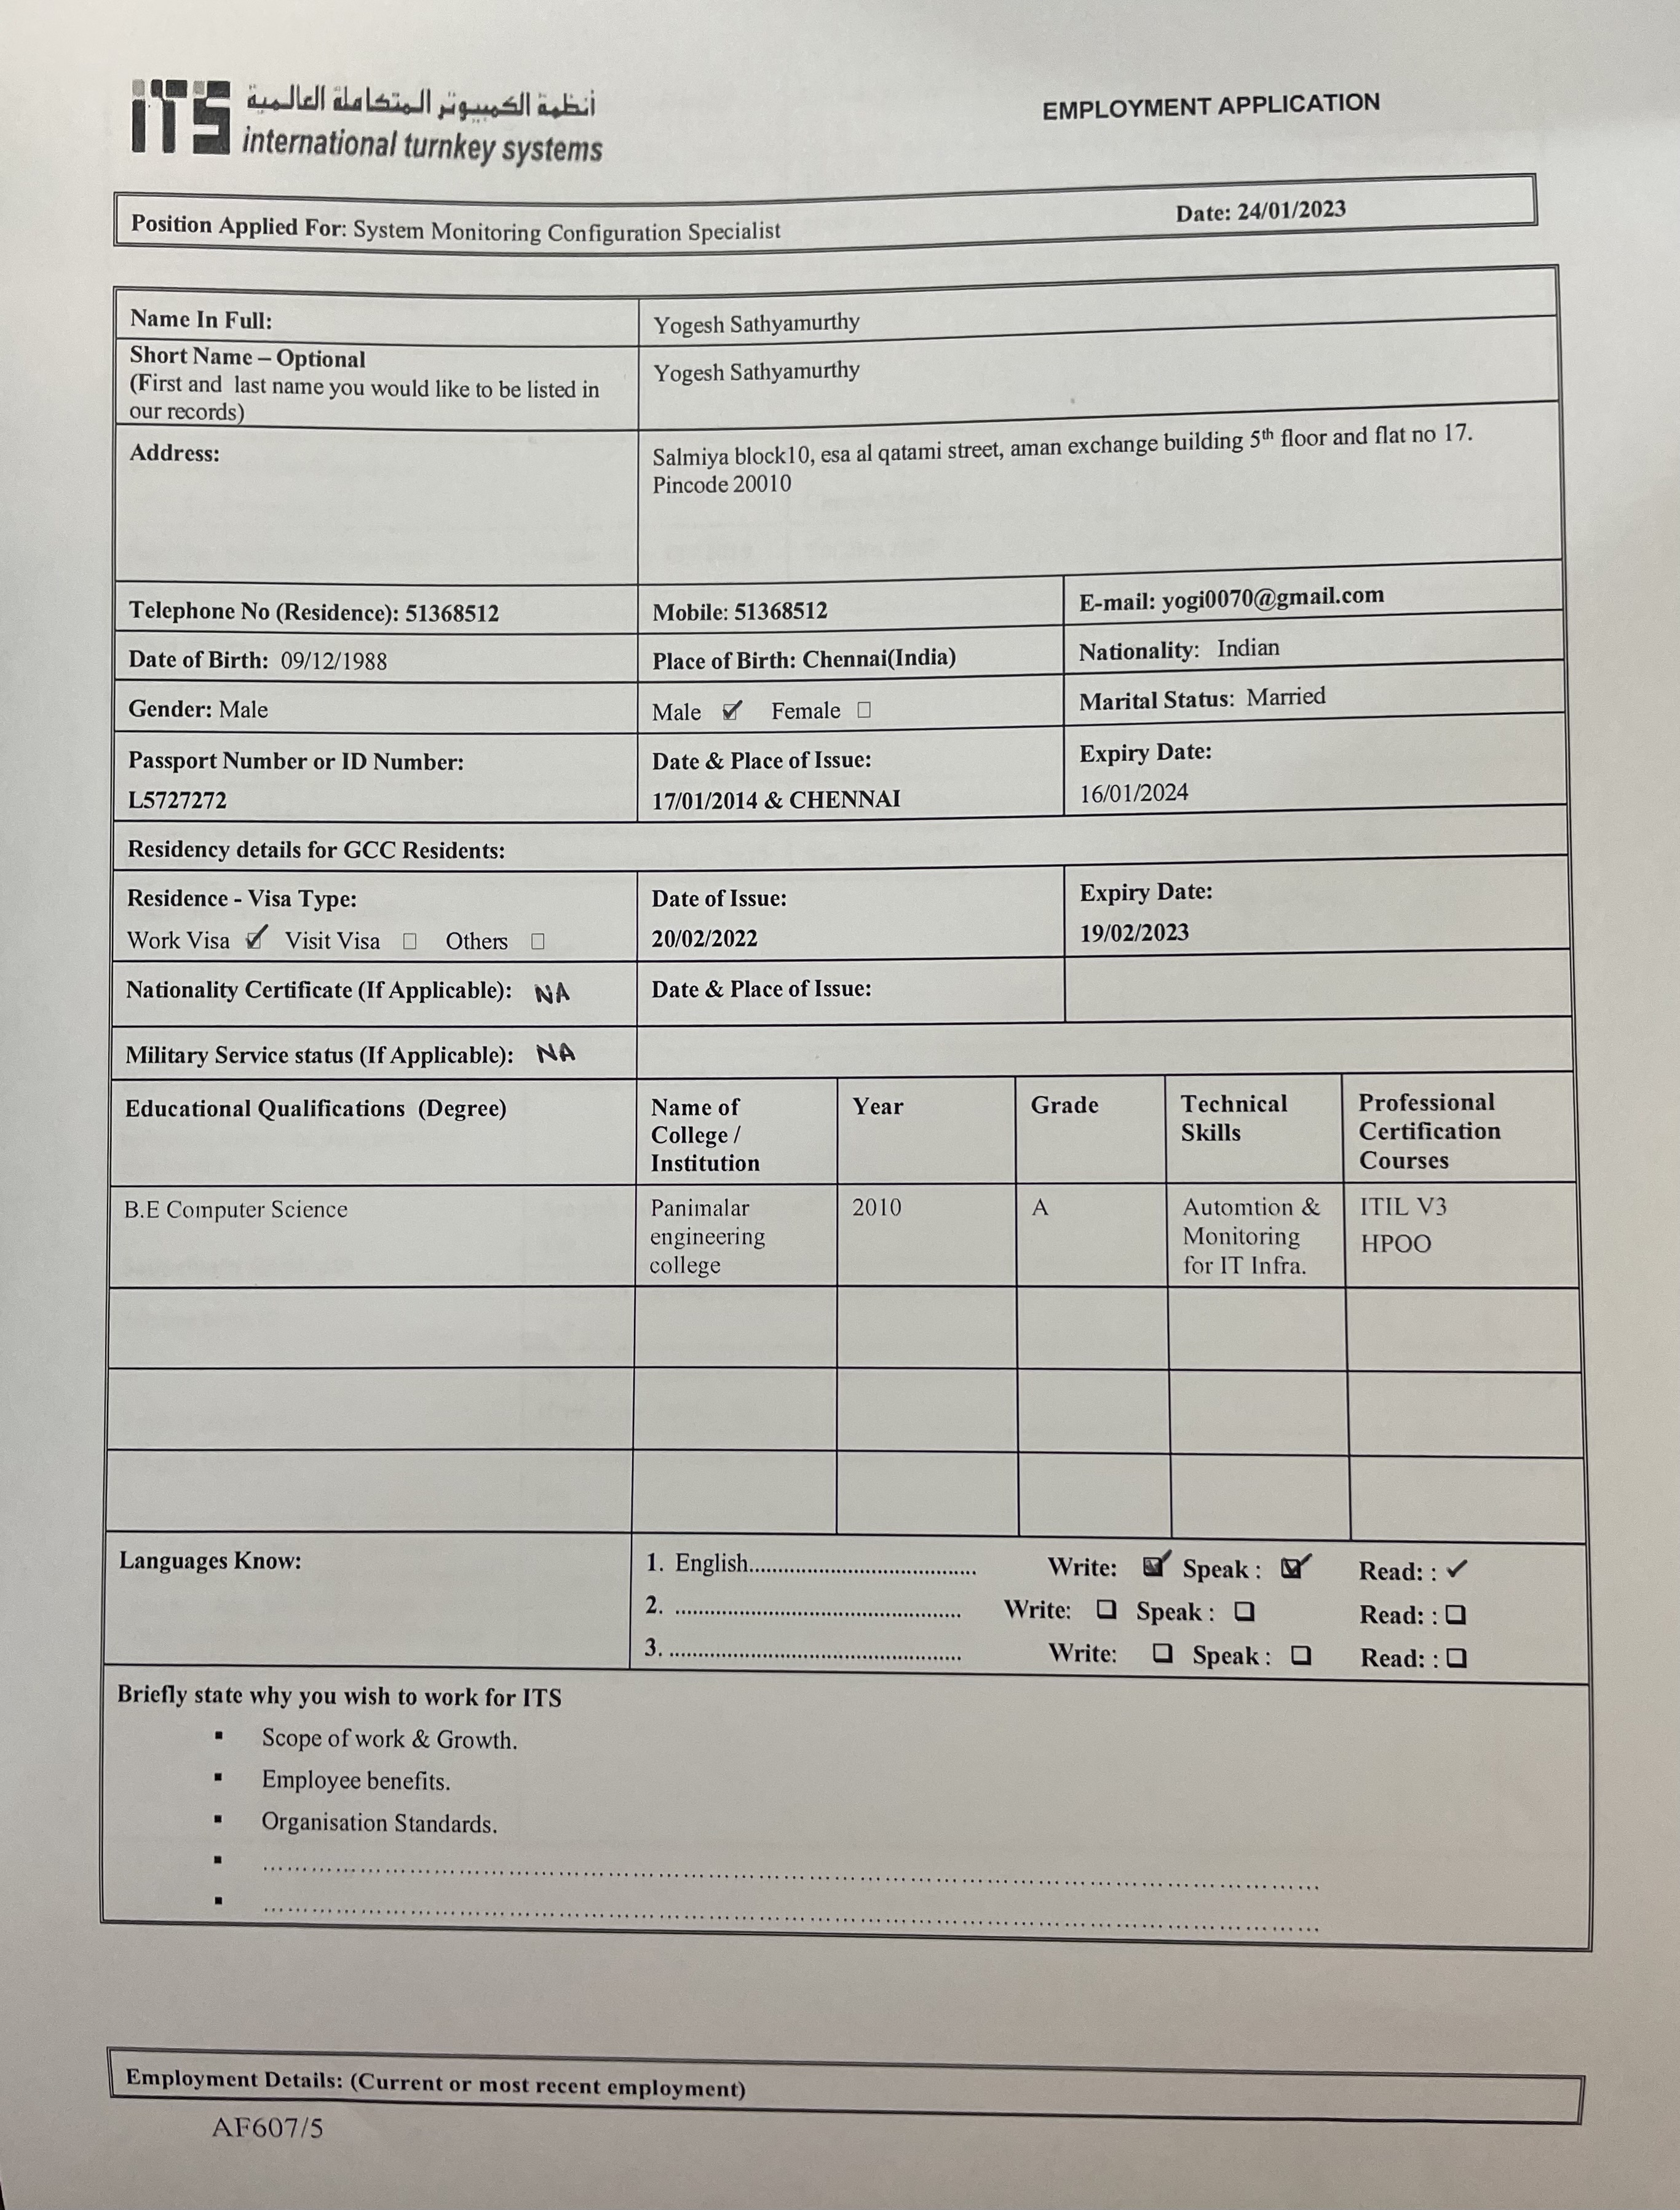 iTS أنظمة الكمبيوتر المتكاملة العالمية
international turnkey systems
EMPLOYMENT APPLICATION
Position Applied For: System Monitoring Configuration Specialist Date: 24/01/2023
Name In Full: Yogesh Sathyamurthy
Short Name – Optional
(First and last name you would like to be listed in
our records)
Yogesh Sathyamurthy
Address:
Salmiya block10, esa al qatami street, aman exchange building 5th floor and flat no 17.
Pincode 20010
Telephone No (Residence): 51368512 Mobile: 51368512 E-mail: yogi0070@gmail.com
Date of Birth: 09/12/1988 Place of Birth: Chennai(India) Nationality: Indian
Gender: Male Male ☑ Female ☐ Marital Status: Married
Passport Number or ID Number: Date & Place of Issue: Expiry Date:
L5727272 17/01/2014 & CHENNAI 16/01/2024
Residency details for GCC Residents:
Residence - Visa Type: Date of Issue: Expiry Date:
Work Visa ☑ Visit Visa ☐ Others ☐ 20/02/2022 19/02/2023
Nationality Certificate (If Applicable): NA Date & Place of Issue:
Military Service status (If Applicable): NA
Educational Qualifications (Degree)
Name of
College /
Institution
Year
Grade
Technical
Skills
Professional
Certification
Courses
B.E Computer Science
Panimalar
engineering
college
2010
A
Automtion &
Monitoring
for IT Infra.
ITIL V3
HPOO
Languages Know:
1. English...................................... Write: ☑ Speak : ☑ Read: : ✓
2. ................................................ Write: ☐ Speak : ☐ Read: : ☐
3. ................................................ Write: ☐ Speak : ☐ Read: : ☐
Briefly state why you wish to work for ITS
▪ Scope of work & Growth.
▪ Employee benefits.
▪ Organisation Standards.
▪ ........................................................................
▪ ........................................................................
Employment Details: (Current or most recent employment)
AF607/5